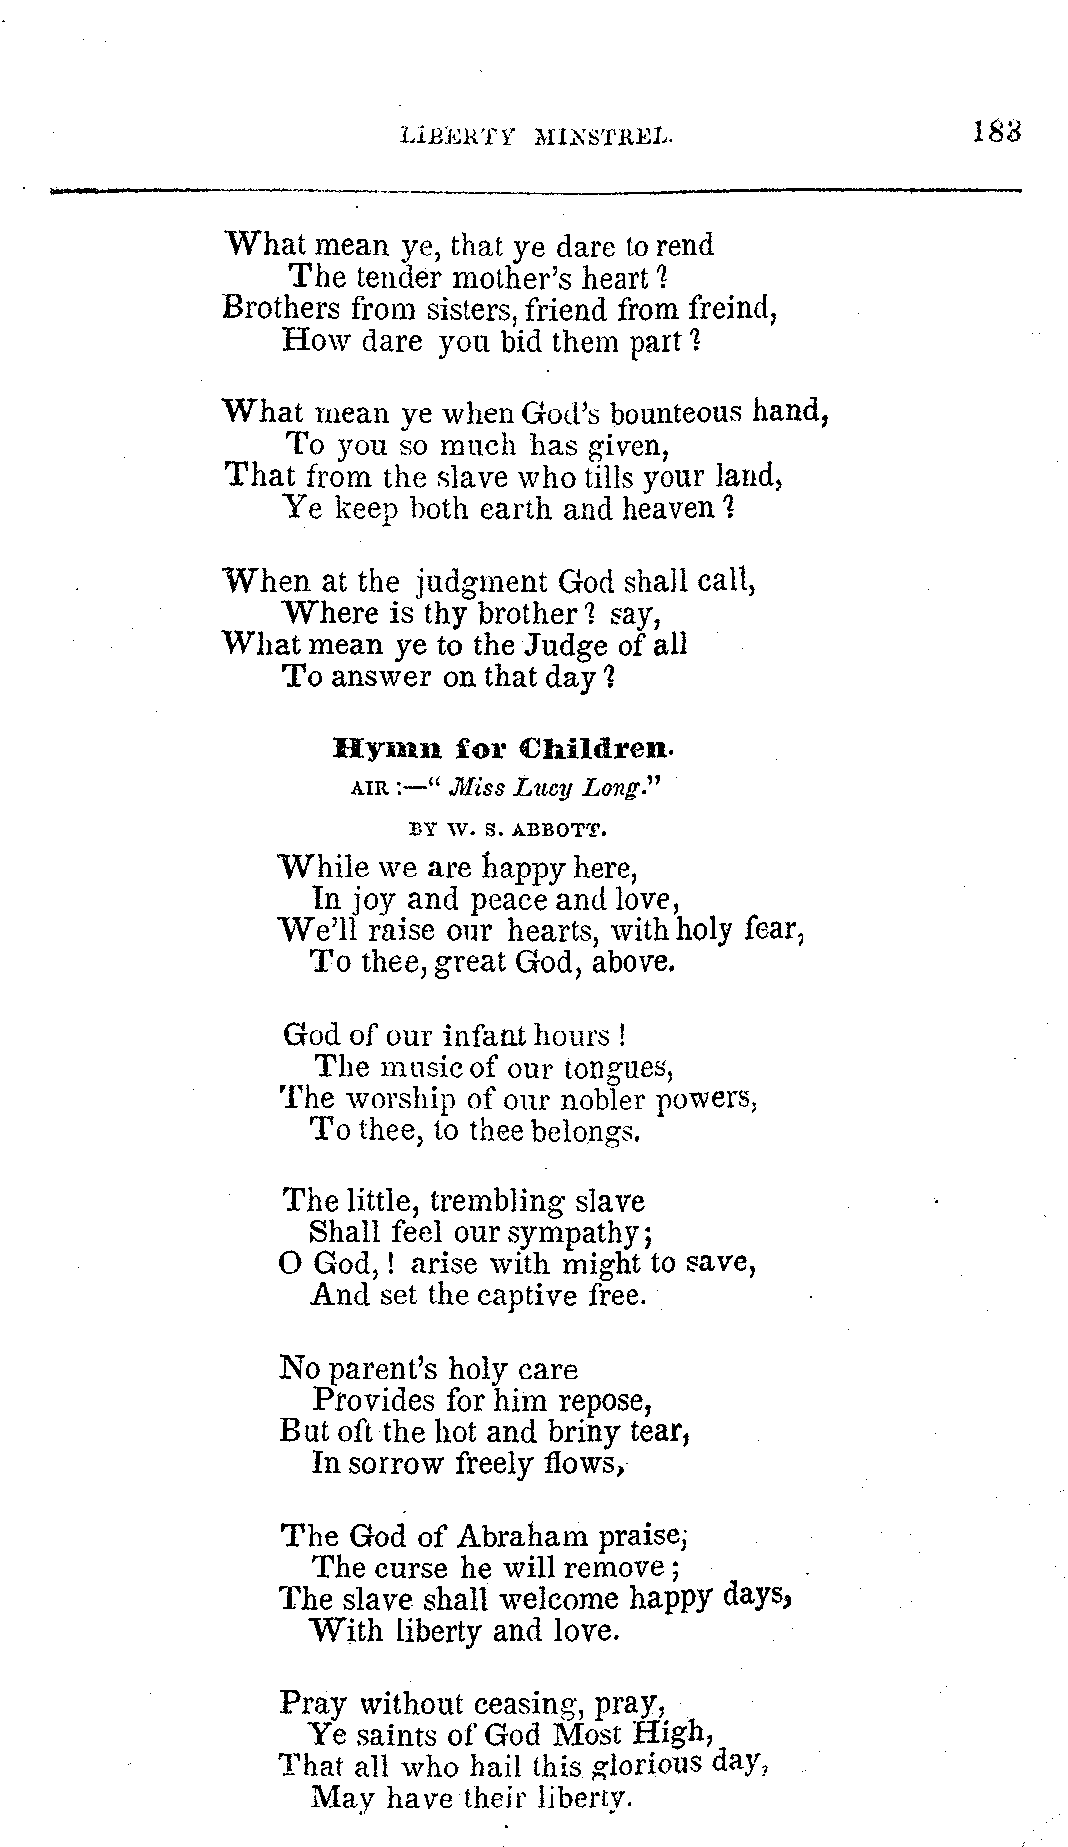 LIBERTY MINSTREL. 183
What mean ye, that ye dare to rend
The tender mother's heart?
Brothers from sisters, friend from freind,
How dare you bid them part?
What mean ye when God's bounteous hand,
To you so much has given,
That from the slave who tills your land,
Ye keep both earth and heaven?
When at the judgment God shall call,
Where is thy brother? say,
What mean ye to the Judge of all
To answer on that day?
Hymn for Children.
AIR:—"Miss Lucy Long."
BY W. S. ABBOTT.
While we are happy here,
In joy and peace and love,
We'll raise our hearts, with holy fear,
To thee, great God, above.
God of our infant hours!
The music of our tongues,
The worship of our nobler powers,
To thee, to thee belongs.
The little, trembling slave
Shall feel our sympathy;
O God,! arise with might to save,
And set the captive free.
No parent's holy care
Provides for him repose,
But oft the hot and briny tear,
In sorrow freely flows,
The God of Abraham praise;
The curse he will remove;
The slave shall welcome happy days,
With liberty and love.
Pray without ceasing, pray,
Ye saints of God Most High,
That all who hail this glorious day,
May have their liberty.